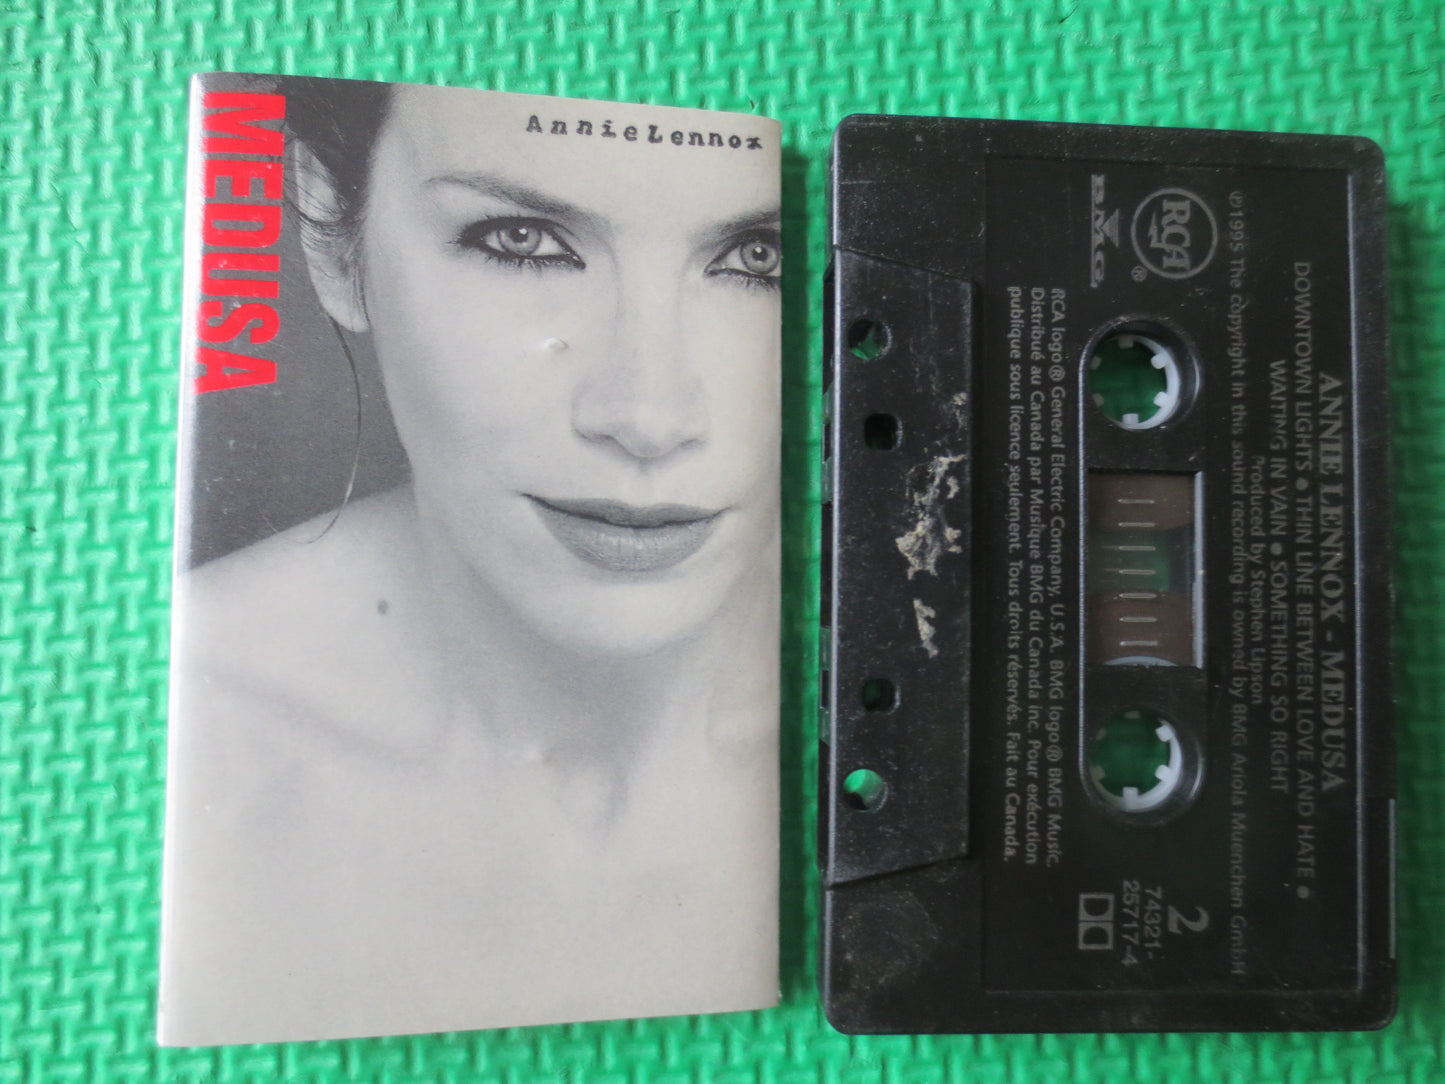 MEDUSA
Annie Lennox
ANNIE LENNOX - MEDUSA
DOWNTOWN LIGHTS • THIN LINE BETWEEN LOVE AND HATE •
WAITING IN VAIN • SOMETHING SO RIGHT
Produced by Stephen Lipson
℗1995 The copyright in this sound recording is owned by BMG Ariola Muenchen GmbH
RCA
®
BMG
2
74321-
25717-4
RCA logo® General Electric Company, U.S.A. BMG logo® BMG Music.
Distribué au Canada par Musique BMG du Canada inc. Pour exécution
publique sous licence seulement. Tous droits réservés. Fait au Canada.